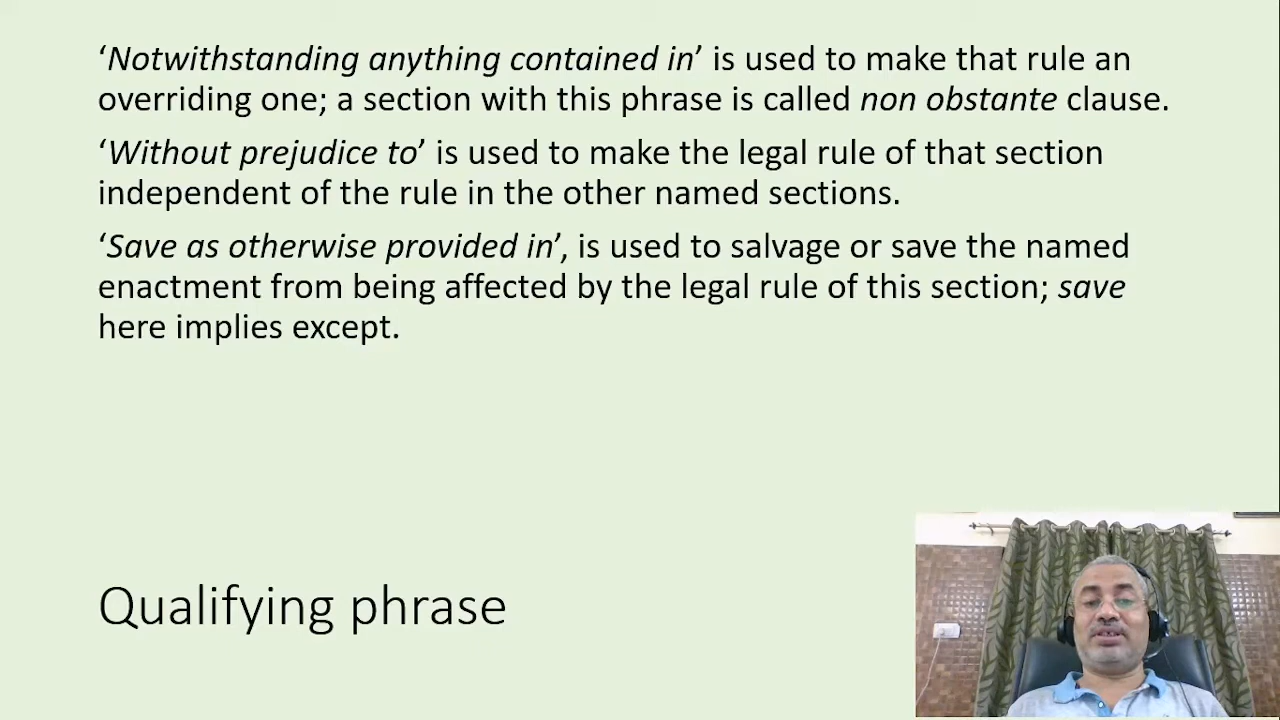 ‘Notwithstanding anything contained in’ is used to make that rule an
overriding one; a section with this phrase is called non obstante clause.
‘Without prejudice to’ is used to make the legal rule of that section
independent of the rule in the other named sections.
‘Save as otherwise provided in’, is used to salvage or save the named
enactment from being affected by the legal rule of this section; save
here implies except.
Qualifying phrase